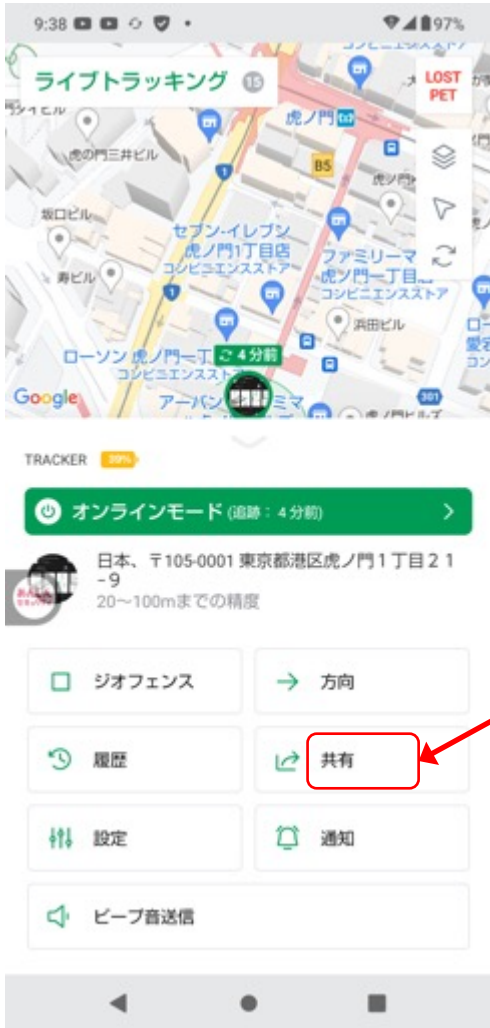 9:38
97%
ライブトラッキング 15
LOST
PET
虎ノ門
虎の門三井ビル
B5
坂口ビル
セブン-イレブン
虎ノ門1丁目店
コンビニエンスストア
ファミリーマ
虎ノ門一丁目
コンビニエンスストア
寿ビル
浜田ビル
ローソン 虎ノ門一丁
コンビニエンススト
4 分前
Google
アーバン
ミマ
301
TRACKER 39%
オンラインモード (追跡：4 分前)
日本、〒105-0001 東京都港区虎ノ門１丁目２１
−９
20〜100mまでの精度
ジオフェンス
方向
履歴
共有
設定
通知
ビープ音送信